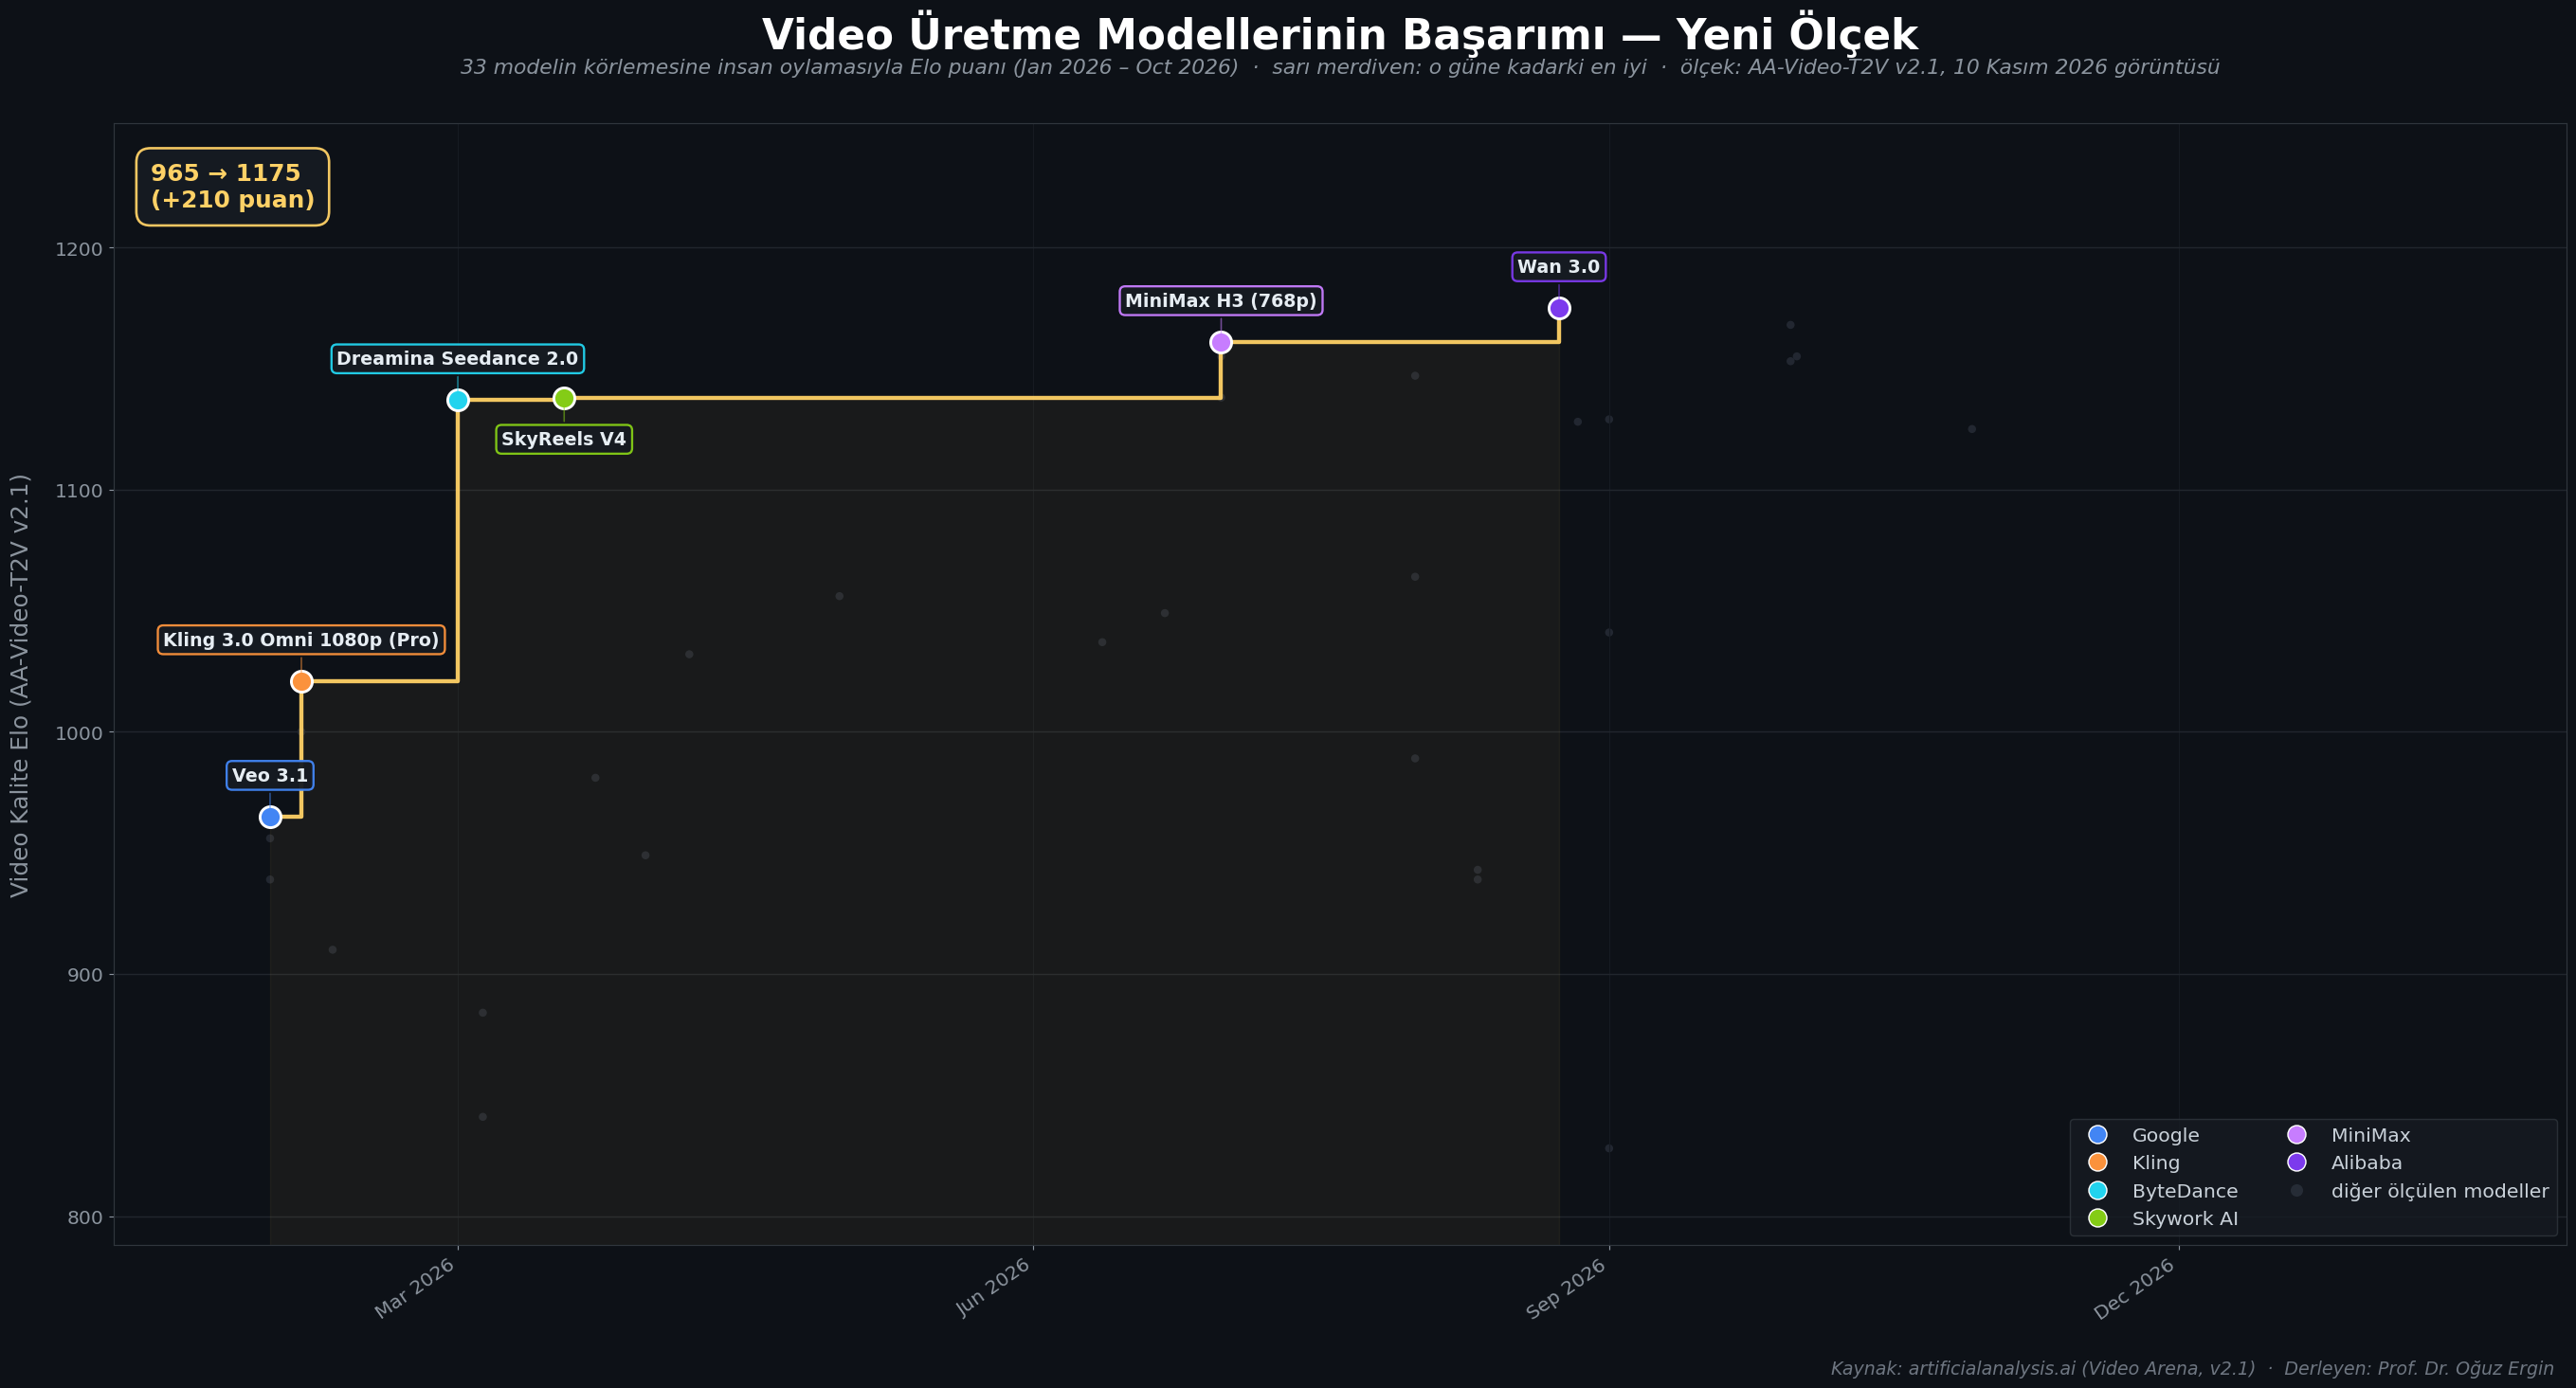 Video Üretme Modellerinin Başarımı — Yeni Ölçek
33 modelin körlemesine insan oylamasıyla Elo puanı (Jan 2026 – Oct 2026)  ·  sarı merdiven: o güne kadarki en iyi  ·  ölçek: AA-Video-T2V v2.1, 10 Kasım 2026 görüntüsü
965 → 1175
(+210 puan)
1200
1100
1000
900
800
Video Kalite Elo (AA-Video-T2V v2.1)
Wan 3.0
MiniMax H3 (768p)
Dreamina Seedance 2.0
SkyReels V4
Kling 3.0 Omni 1080p (Pro)
Veo 3.1
Google
Kling
ByteDance
Skywork AI
MiniMax
Alibaba
diğer ölçülen modeller
Mar 2026
Jun 2026
Sep 2026
Dec 2026
Kaynak: artificialanalysis.ai (Video Arena, v2.1)  ·  Derleyen: Prof. Dr. Oğuz Ergin